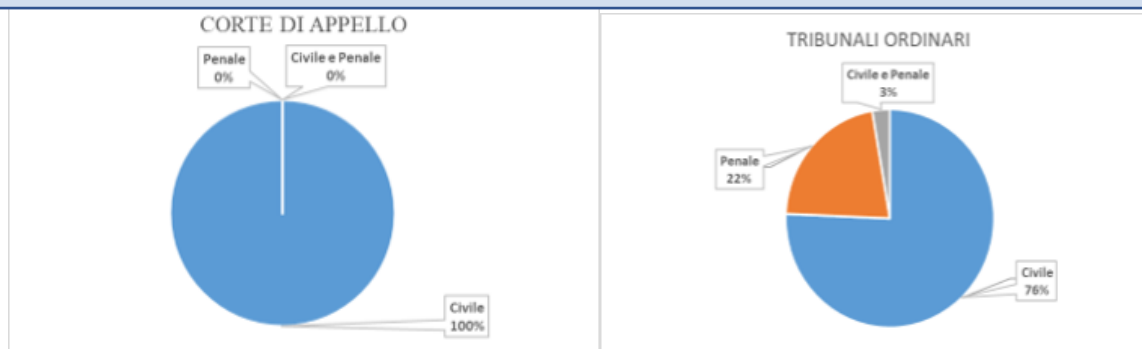 CORTE DI APPELLO
Penale
0%
Civile e Penale
0%
Civile
100%
TRIBUNALI ORDINARI
Civile e Penale
3%
Penale
22%
Civile
76%